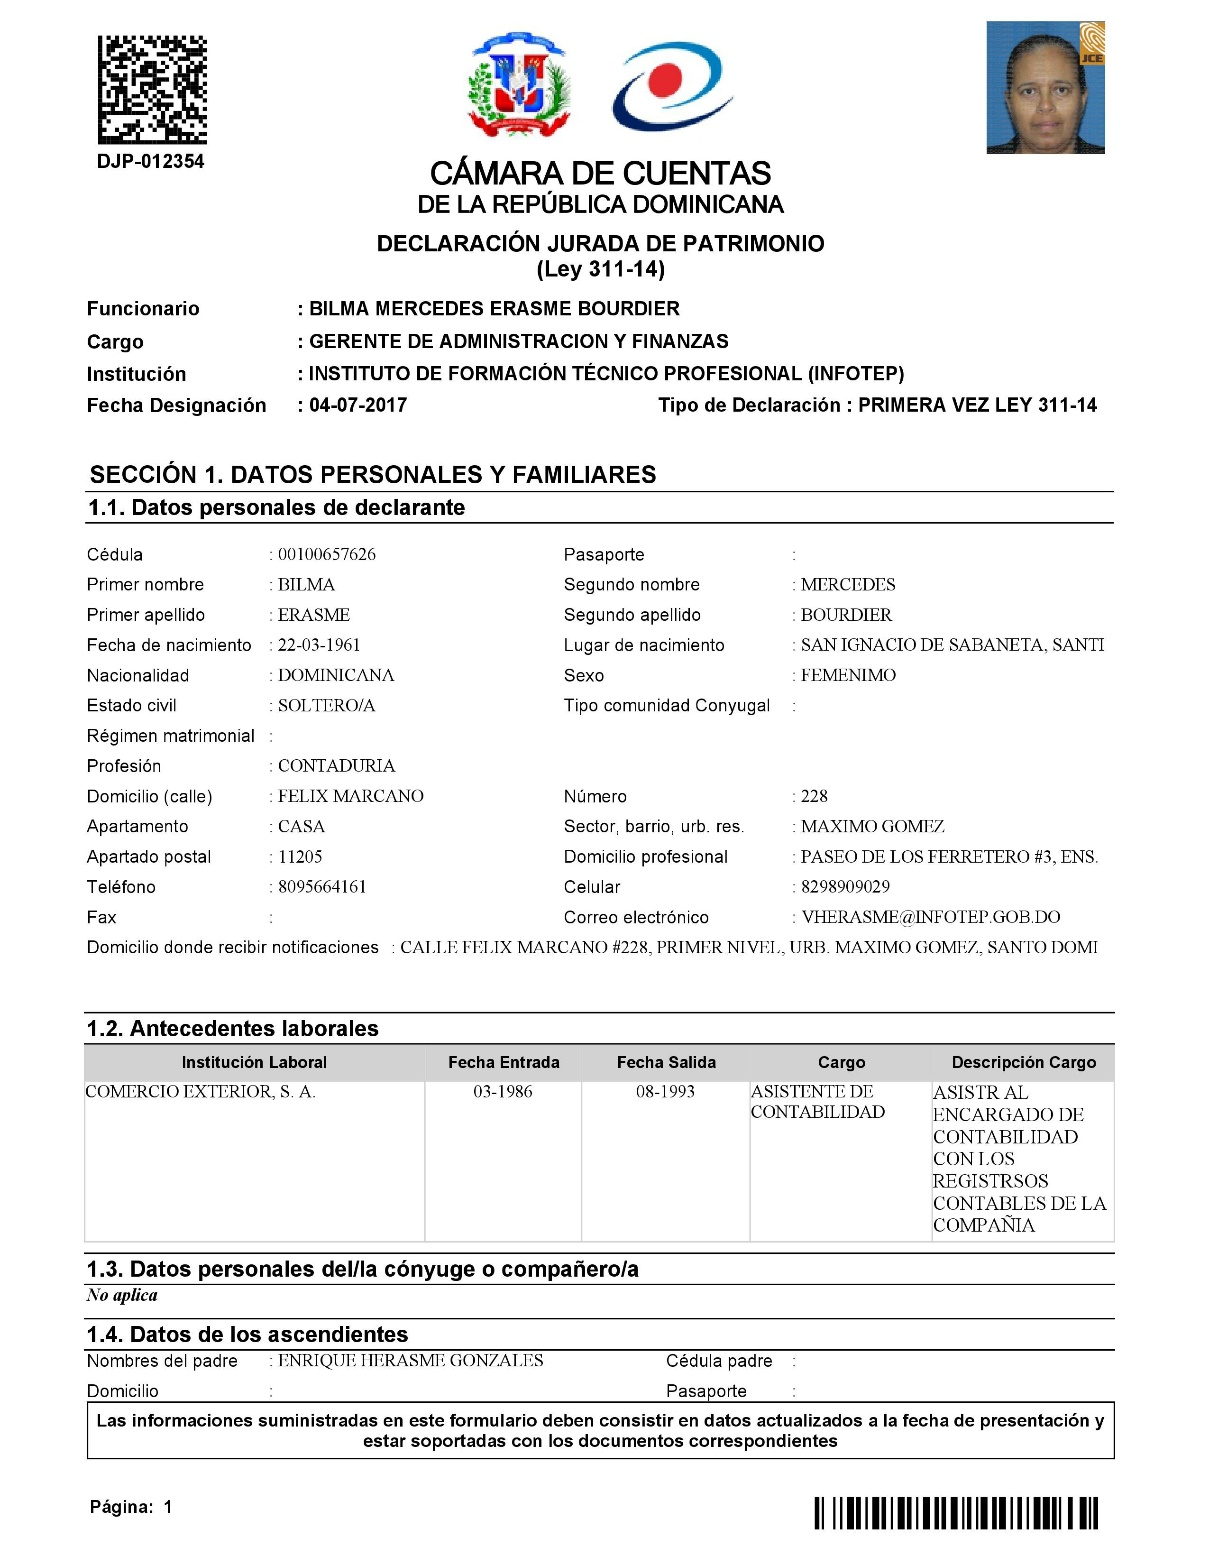 JCE
DJP-012354
CÁMARA DE CUENTAS
DE LA REPÚBLICA DOMINICANA
DECLARACIÓN JURADA DE PATRIMONIO
(Ley 311-14)
Funcionario : BILMA MERCEDES ERASME BOURDIER
Cargo : GERENTE DE ADMINISTRACION Y FINANZAS
Institución : INSTITUTO DE FORMACIÓN TÉCNICO PROFESIONAL (INFOTEP)
Fecha Designación : 04-07-2017 Tipo de Declaración : PRIMERA VEZ LEY 311-14
SECCIÓN 1. DATOS PERSONALES Y FAMILIARES
1.1. Datos personales de declarante
Cédula : 00100657626 Pasaporte :
Primer nombre : BILMA Segundo nombre : MERCEDES
Primer apellido : ERASME Segundo apellido : BOURDIER
Fecha de nacimiento : 22-03-1961 Lugar de nacimiento : SAN IGNACIO DE SABANETA, SANTI
Nacionalidad : DOMINICANA Sexo : FEMENIMO
Estado civil : SOLTERO/A Tipo comunidad Conyugal :
Régimen matrimonial :
Profesión : CONTADURIA
Domicilio (calle) : FELIX MARCANO Número : 228
Apartamento : CASA Sector, barrio, urb. res. : MAXIMO GOMEZ
Apartado postal : 11205 Domicilio profesional : PASEO DE LOS FERRETERO #3, ENS.
Teléfono : 8095664161 Celular : 8298909029
Fax : Correo electrónico : VHERASME@INFOTEP.GOB.DO
Domicilio donde recibir notificaciones : CALLE FELIX MARCANO #228, PRIMER NIVEL, URB. MAXIMO GOMEZ, SANTO DOMI
1.2. Antecedentes laborales
Institución Laboral Fecha Entrada Fecha Salida Cargo Descripción Cargo
COMERCIO EXTERIOR, S. A. 03-1986 08-1993 ASISTENTE DE ASISTR AL
CONTABILIDAD ENCARGADO DE
CONTABILIDAD
CON LOS
REGISTRSOS
CONTABLES DE LA
COMPAÑIA
1.3. Datos personales del/la cónyuge o compañero/a
No aplica
1.4. Datos de los ascendientes
Nombres del padre : ENRIQUE HERASME GONZALES Cédula padre :
Domicilio : Pasaporte :
Las informaciones suministradas en este formulario deben consistir en datos actualizados a la fecha de presentación y
estar soportadas con los documentos correspondientes
Página: 1